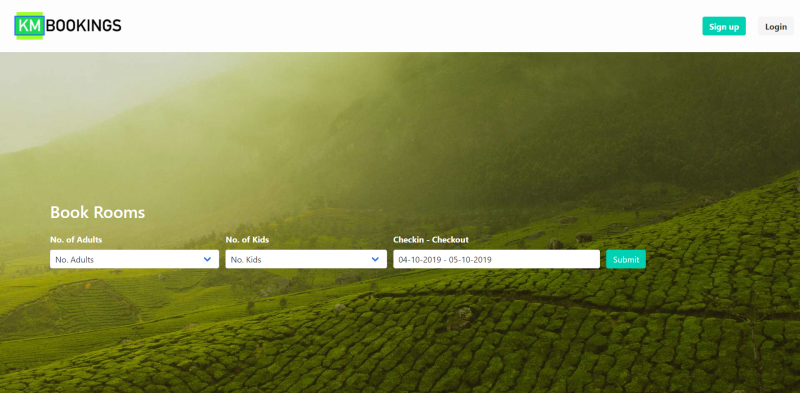 KM BOOKINGS
Sign up
Login
Book Rooms
No. of Adults
No. of Kids
Checkin - Checkout
No. Adults
No. Kids
04-10-2019 - 05-10-2019
Submit